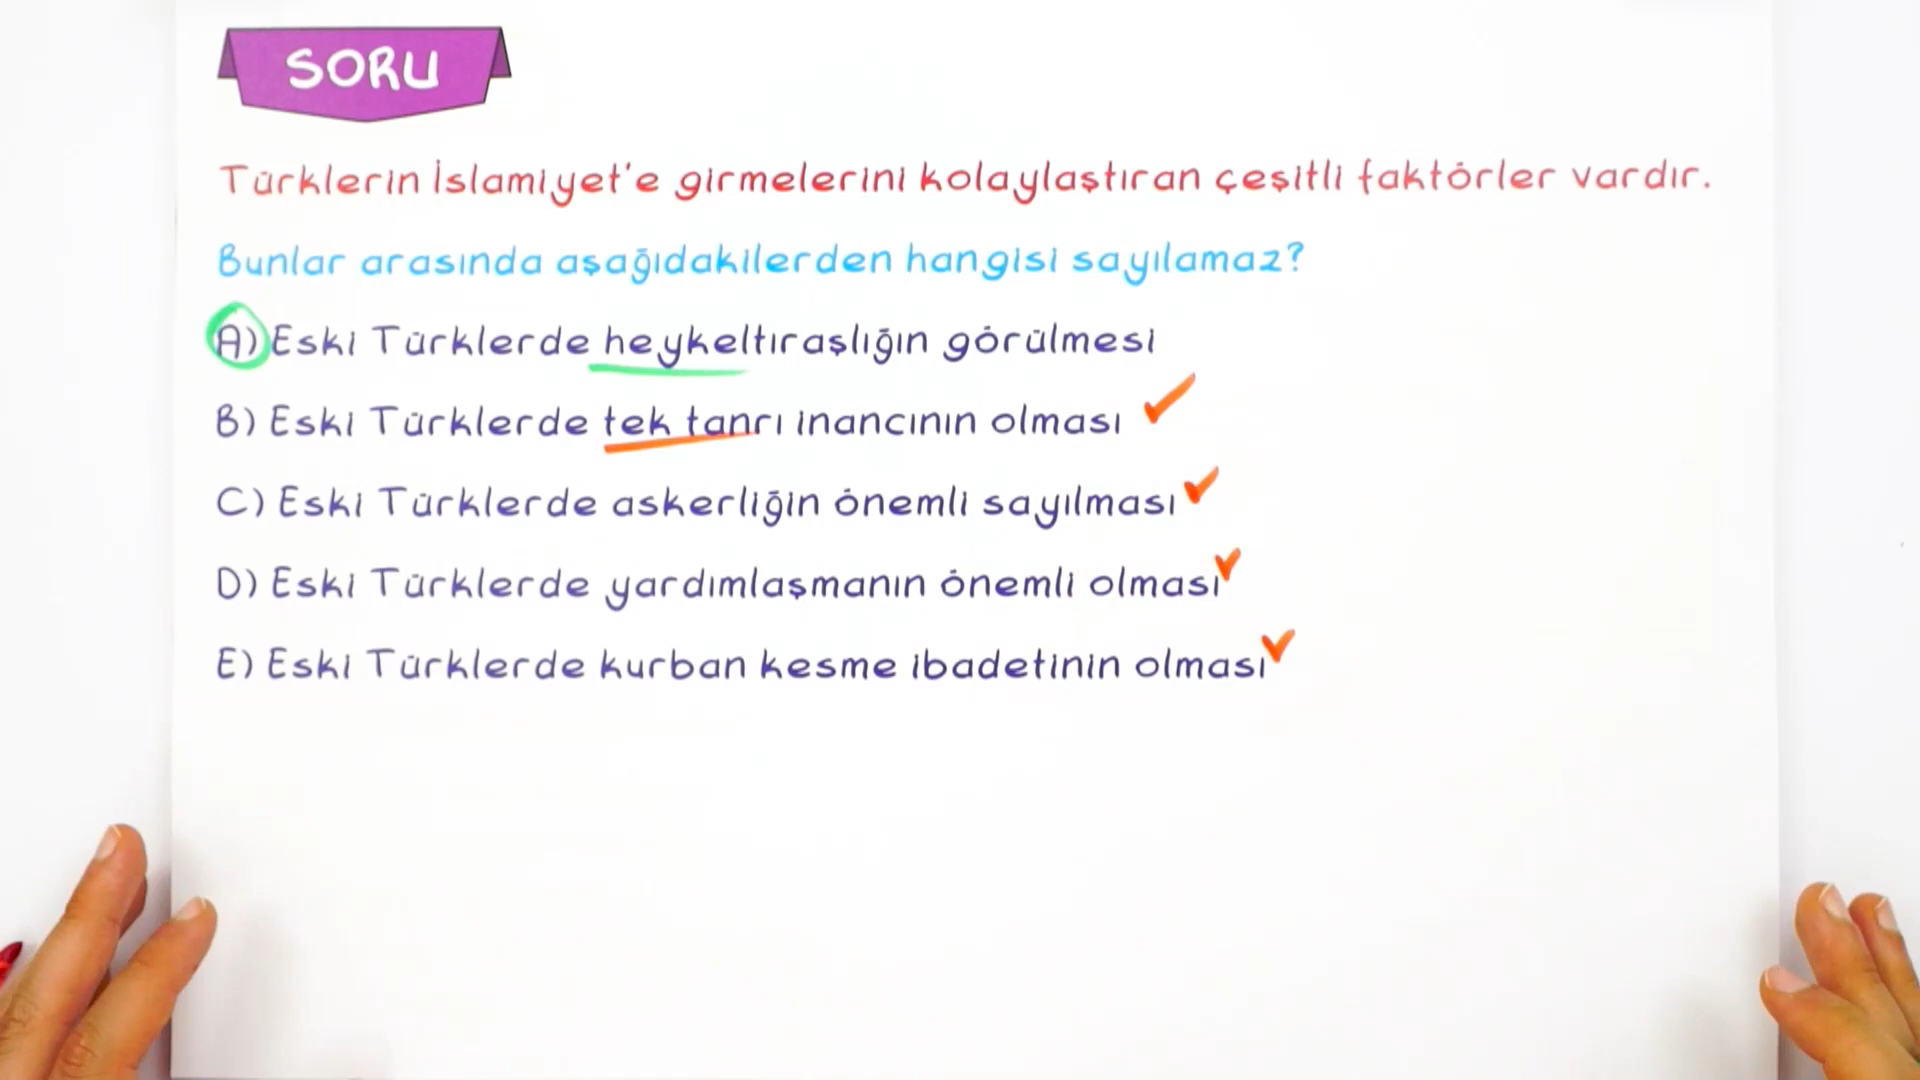 SORU
Türklerin İslamiyet'e girmelerini kolaylaştıran çeşitli faktörler vardır.
Bunlar arasında aşağıdakilerden hangisi sayılamaz?
A) Eski Türklerde heykeltıraşlığın görülmesi
B) Eski Türklerde tek tanrı inancının olması
C) Eski Türklerde askerliğin önemli sayılması
D) Eski Türklerde yardımlaşmanın önemli olması
E) Eski Türklerde kurban kesme ibadetinin olması